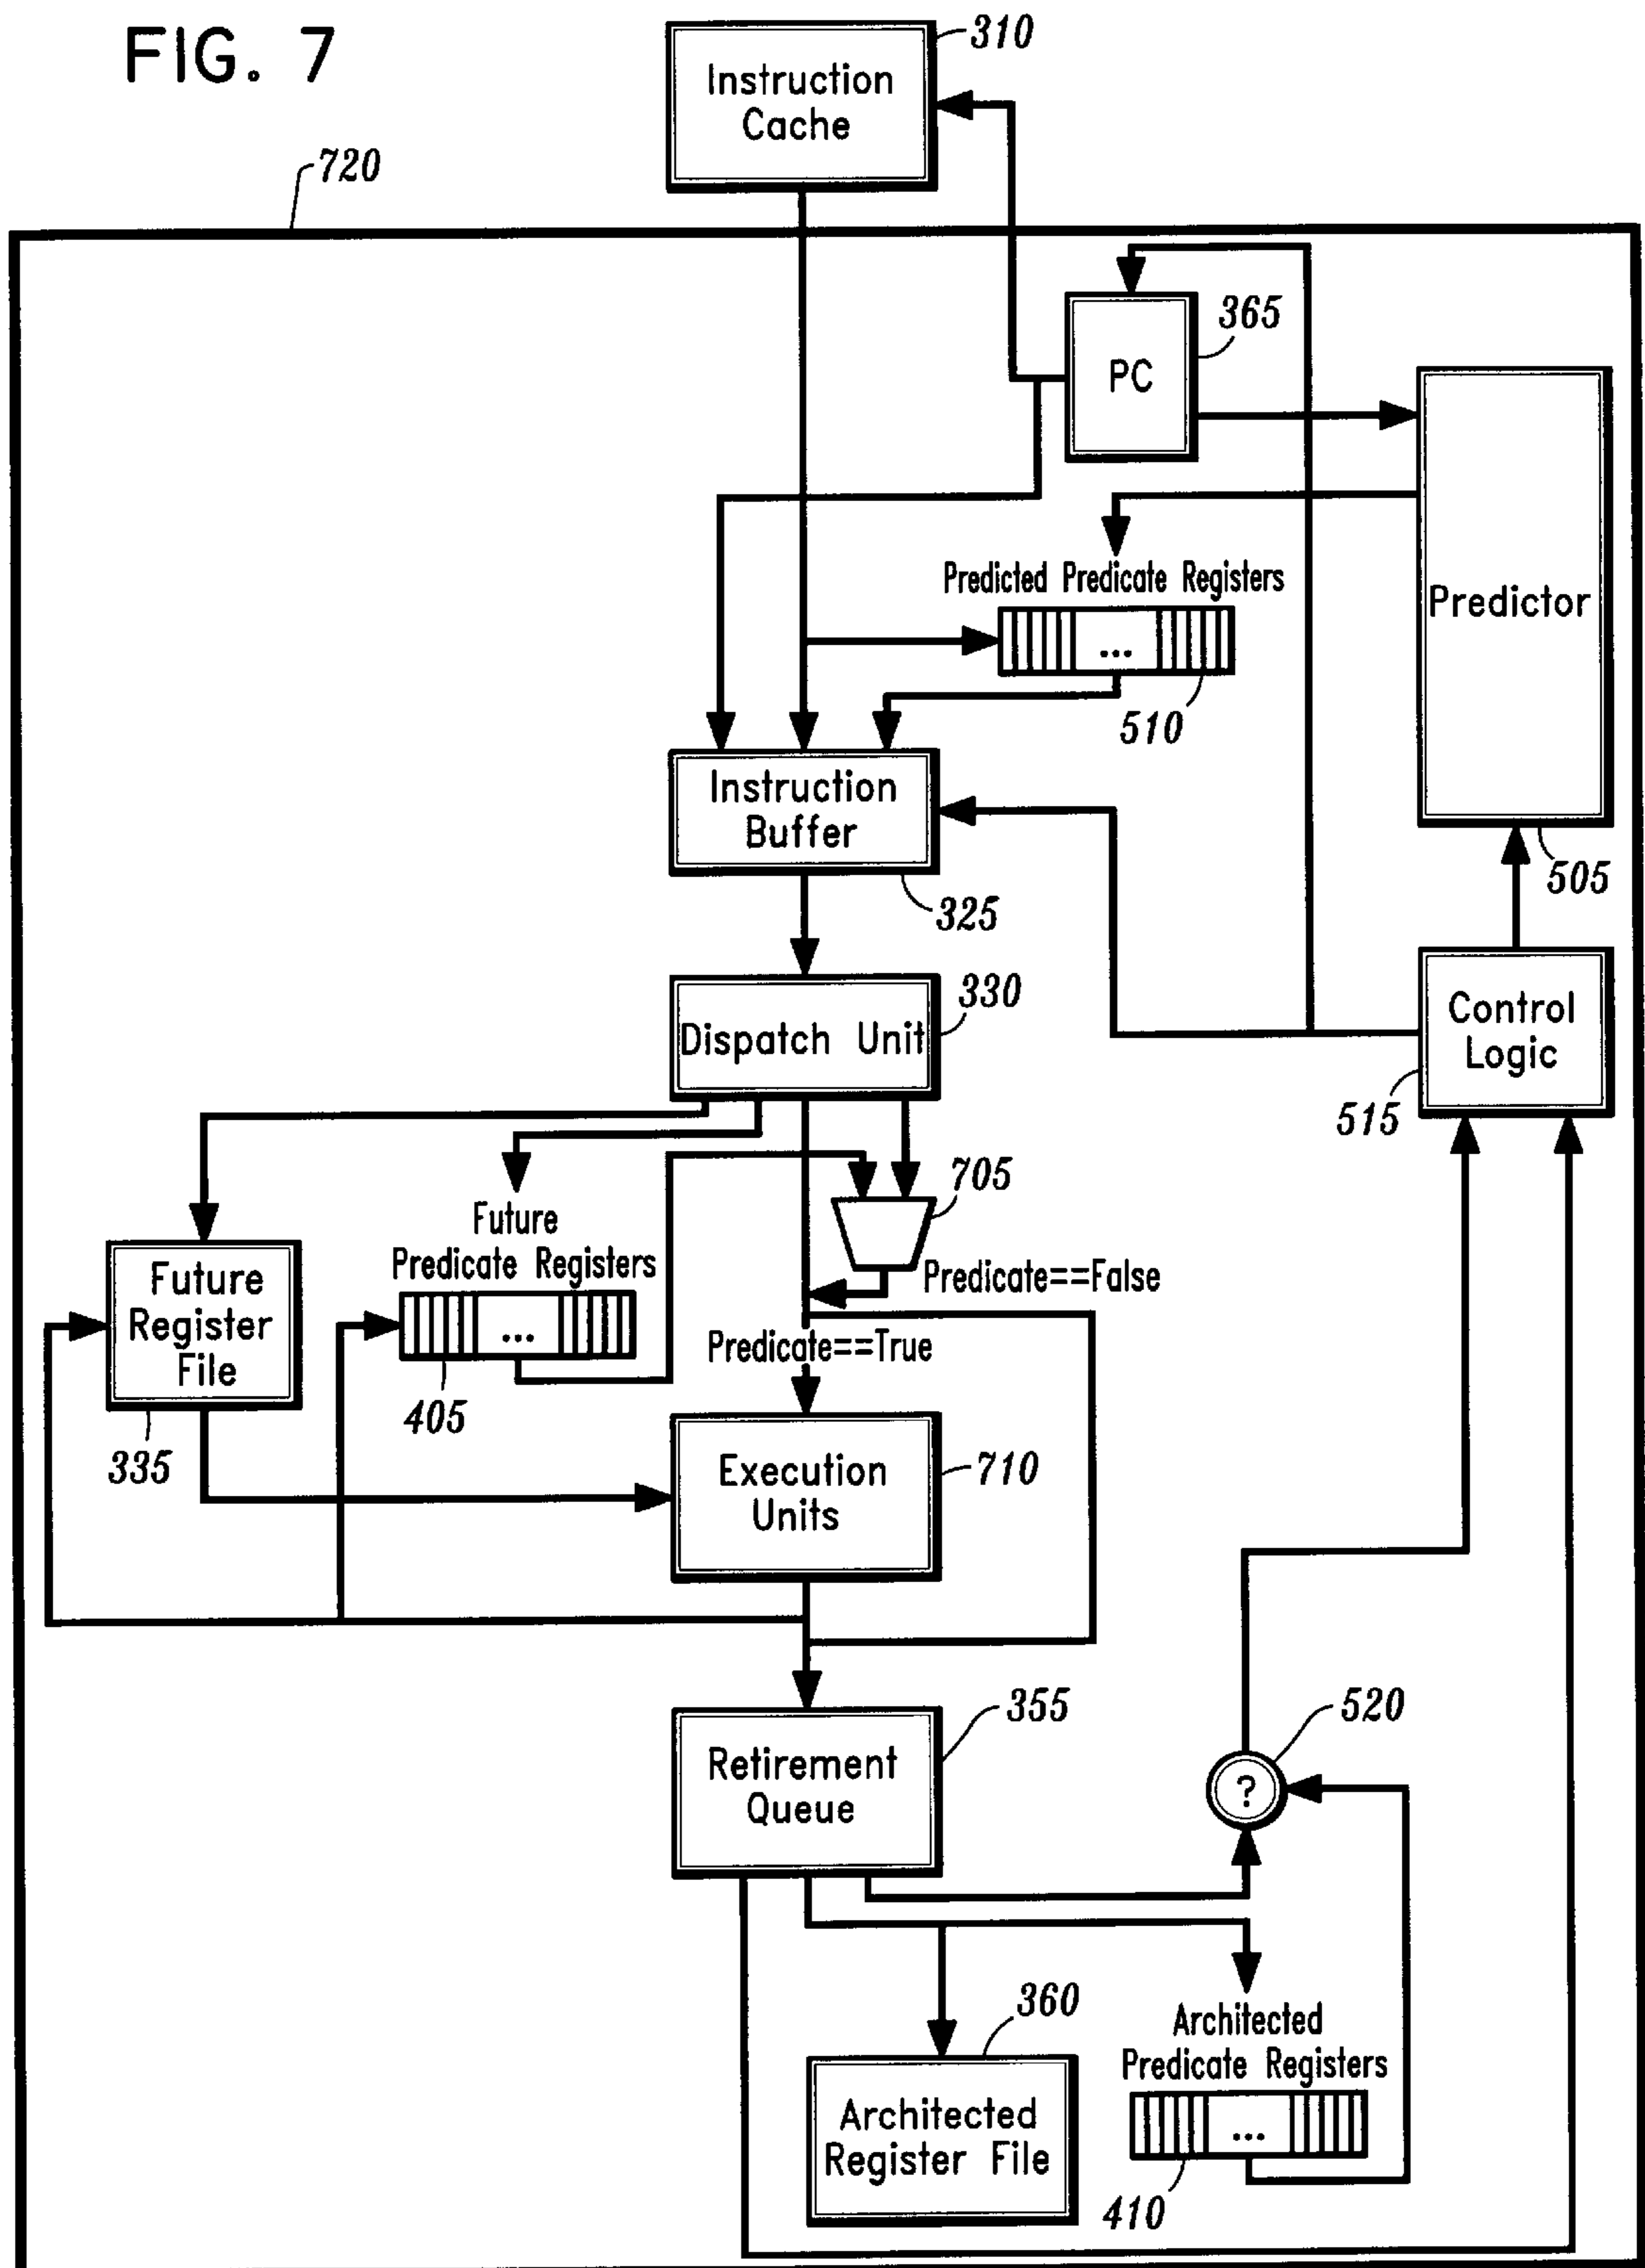 FIG. 7
310
Instruction
Cache
720
365
PC
Predicted Predicate Registers
...
510
Predictor
505
Instruction
Buffer
325
330
Dispatch Unit
Control
Logic
515
705
Future
Predicate Registers
...
405
Predicate==False
Predicate==True
Future
Register
File
335
Execution
Units
710
355
Retirement
Queue
520
?
360
Architected
Register File
Architected
Predicate Registers
...
410